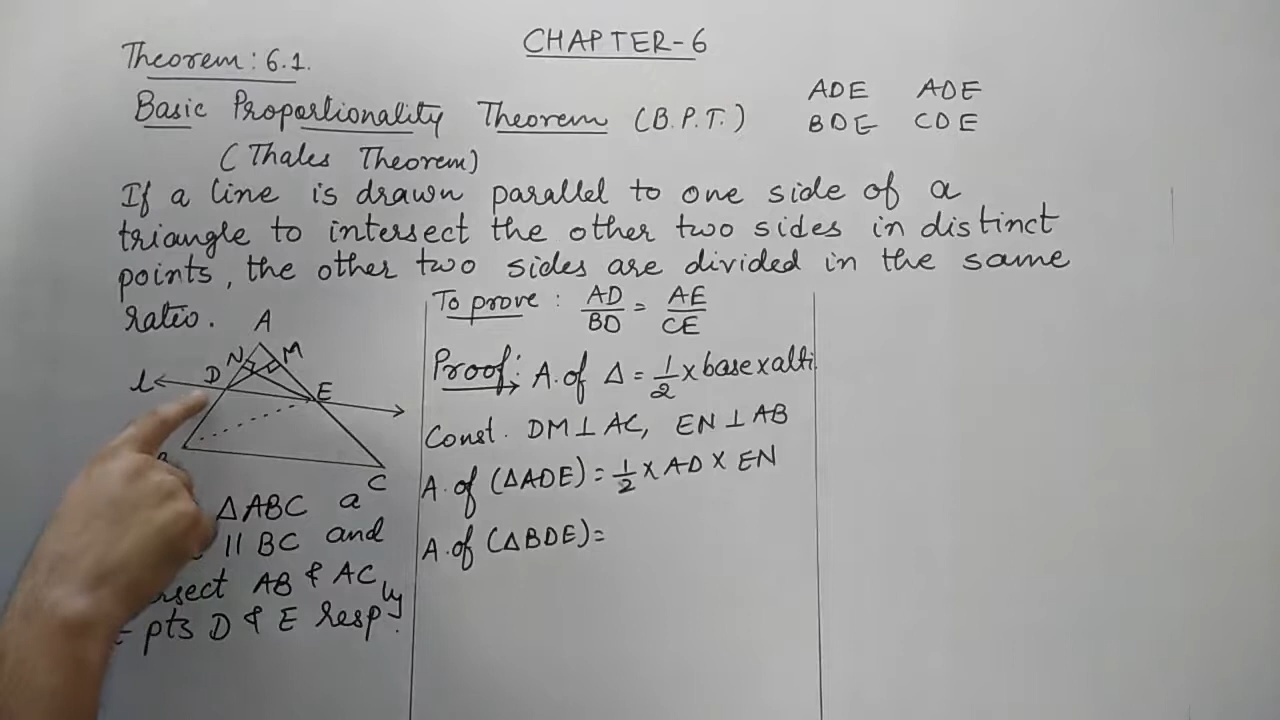 CHAPTER-6
Theorem: 6.1.
Basic Proportionality Theorem (B.P.T.)
ADE ADE
BDE CDE
(Thales Theorem)
If a line is drawn parallel to one side of a
triangle to intersect the other two sides in distinct
points, the other two sides are divided in the same
ratio.
A
N M
D
l
E
C
ΔABC a
|| BC and
AB & AC
pts D & E resply.
To prove : AD/BD = AE/CE
Proof: A. of Δ = 1/2 x base x alti.
Const. DM ⊥ AC, EN ⊥ AB
A. of (ΔADE) = 1/2 x AD x EN
A. of (ΔBDE) =